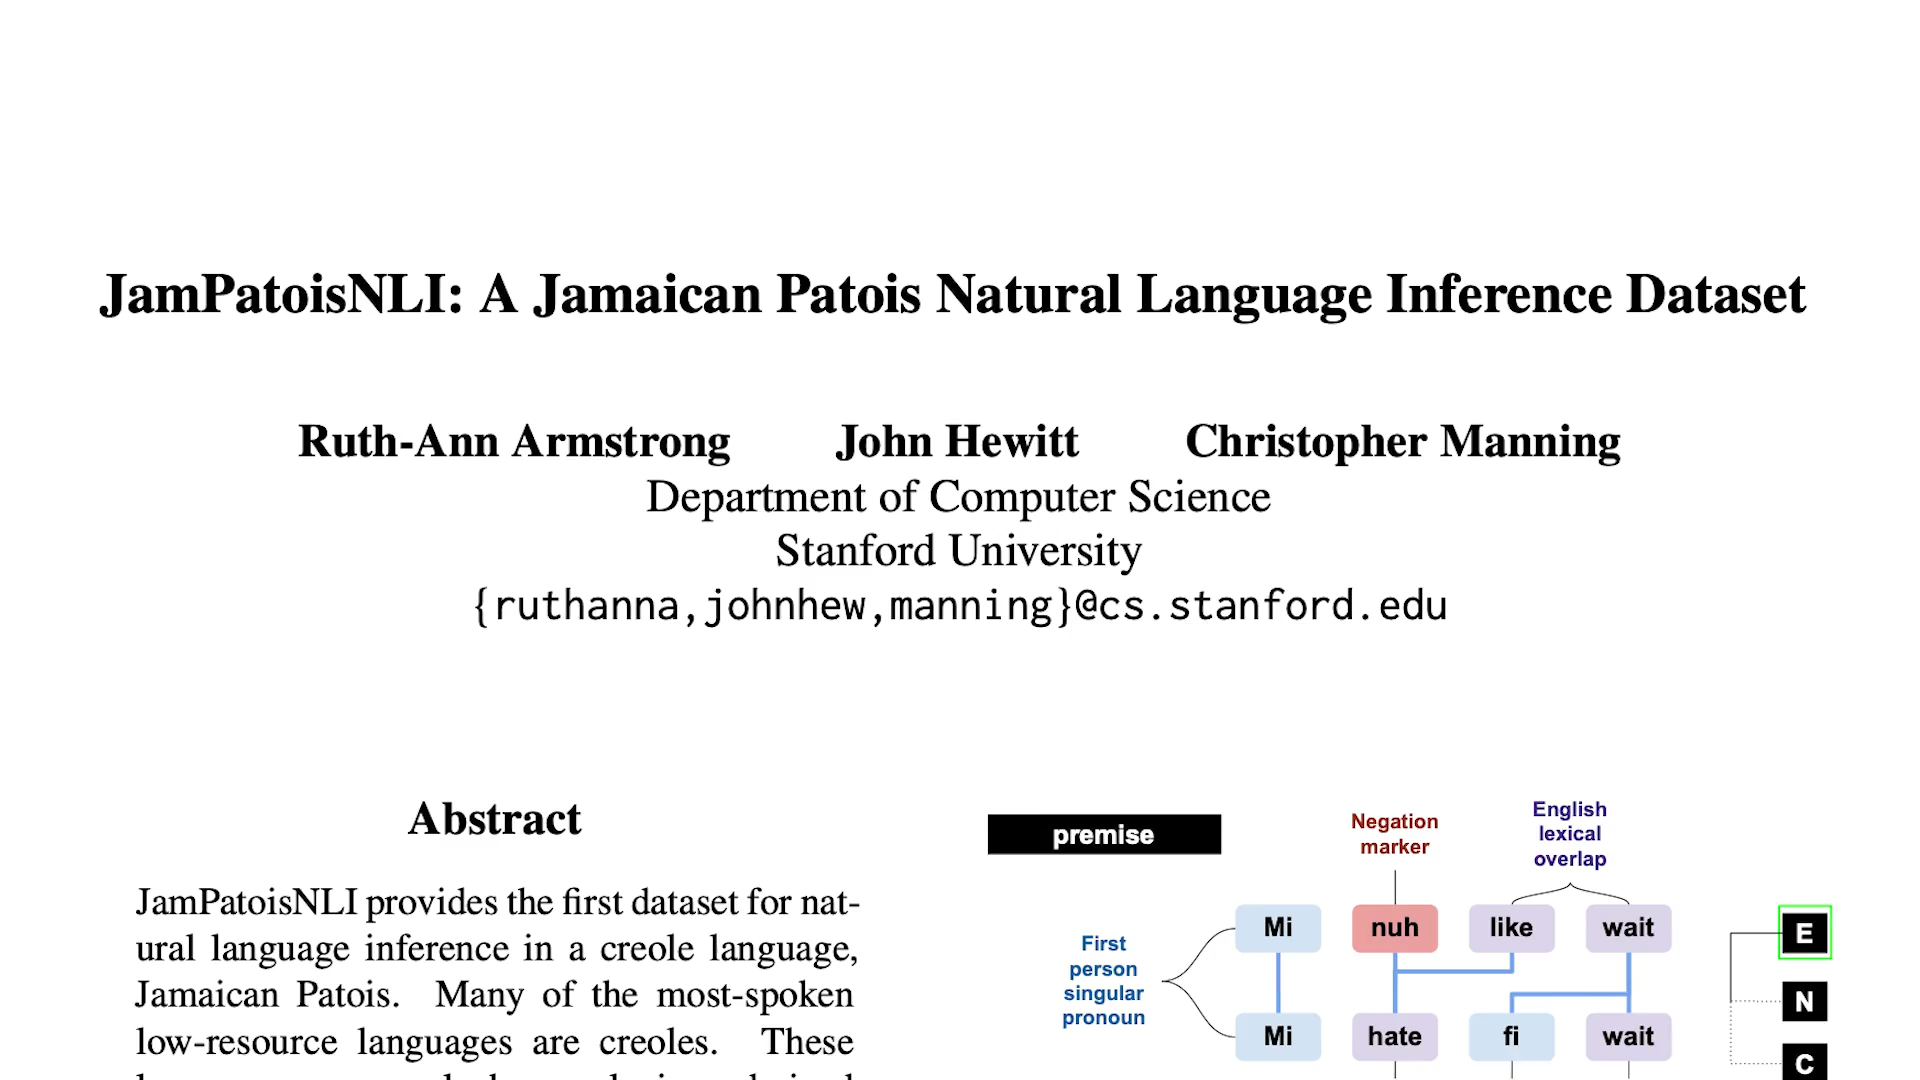 JamPatoisNLI: A Jamaican Patois Natural Language Inference Dataset
Ruth-Ann Armstrong John Hewitt Christopher Manning
Department of Computer Science
Stanford University
{ruthanna,johnhew,manning}@cs.stanford.edu
Abstract
JamPatoisNLI provides the first dataset for nat-
ural language inference in a creole language,
Jamaican Patois. Many of the most-spoken
low-resource languages are creoles. These
premise
Negation
marker
English
lexical
overlap
Mi nuh like wait
First
person
singular
pronoun
Mi hate fi wait
E
N
C